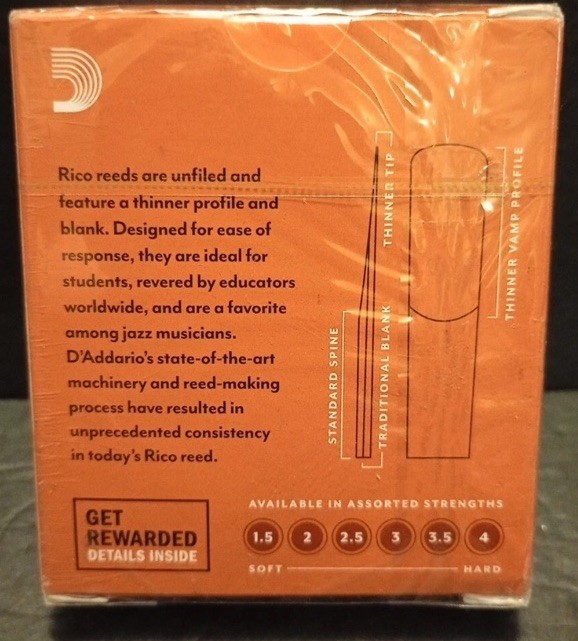 Rico reeds are unfiled and
feature a thinner profile and
blank. Designed for ease of
response, they are ideal for
students, revered by educators
worldwide, and are a favorite
among jazz musicians.
D'Addario's state-of-the-art
machinery and reed-making
process have resulted in
unprecedented consistency
in today's Rico reed.
THINNER TIP
THINNER VAMP PROFILE
STANDARD SPINE
TRADITIONAL BLANK
GET
REWARDED
DETAILS INSIDE
AVAILABLE IN ASSORTED STRENGTHS
1.5 2 2.5 3 3.5 4
SOFT HARD